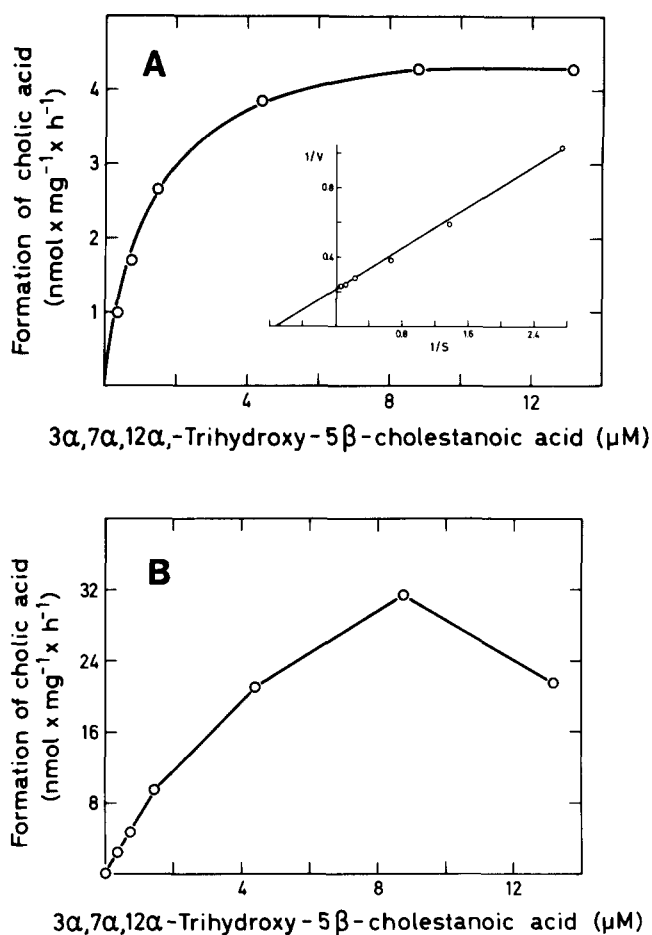 A
Formation of cholic acid
(nmol x mg⁻¹ x h⁻¹)
4
3
2
1
1/V
0.8
0.4
0.8
1.6
2.4
1/S
4
8
12
3α,7α,12α,-Trihydroxy-5β-cholestanoic acid (µM)
B
Formation of cholic acid
(nmol x mg⁻¹ x h⁻¹)
32
24
16
8
0
4
8
12
3α,7α,12α-Trihydroxy-5β-cholestanoic acid (µM)